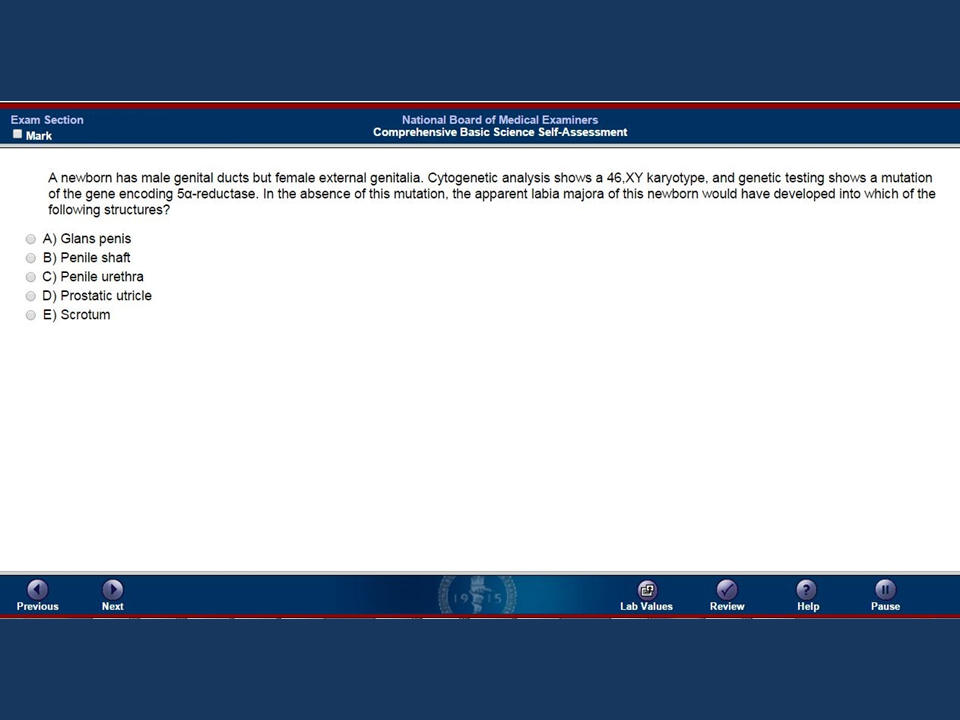 Exam Section
Mark
National Board of Medical Examiners
Comprehensive Basic Science Self-Assessment
A newborn has male genital ducts but female external genitalia. Cytogenetic analysis shows a 46,XY karyotype, and genetic testing shows a mutation
of the gene encoding 5α-reductase. In the absence of this mutation, the apparent labia majora of this newborn would have developed into which of the
following structures?
A) Glans penis
B) Penile shaft
C) Penile urethra
D) Prostatic utricle
E) Scrotum
1915
Previous
Next
Lab Values
Review
Help
Pause